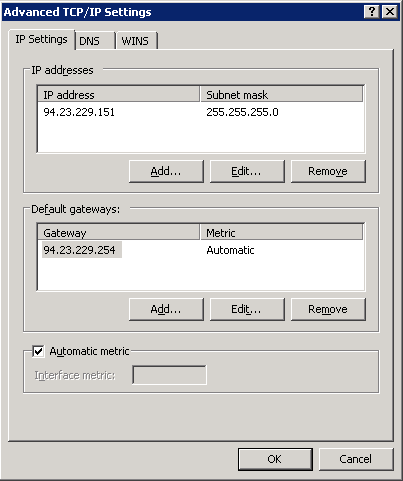 Advanced TCP/IP Settings
IP Settings DNS WINS
IP addresses
IP address Subnet mask
94.23.229.151 255.255.255.0
Add... Edit... Remove
Default gateways:
Gateway Metric
94.23.229.254 Automatic
Add... Edit... Remove
Automatic metric
Interface metric:
OK Cancel